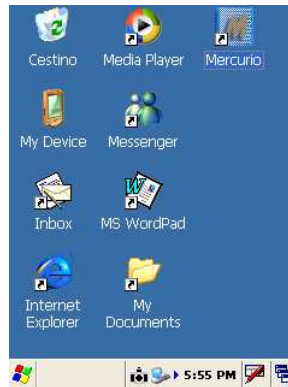 Cestino
Media Player
Mercurio
My Device
Messenger
Inbox
MS WordPad
Internet
Explorer
My
Documents
5:55 PM